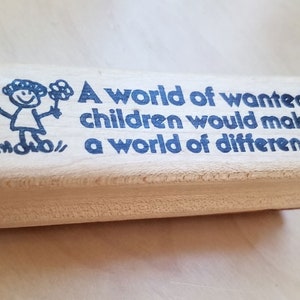 A world of wante
children would mak
a world of differen